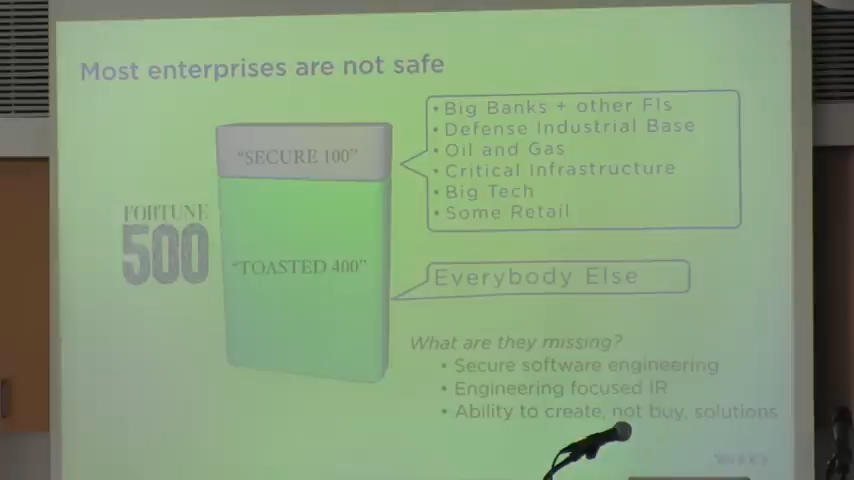 Most enterprises are not safe
• Big Banks + other FIs
• Defense Industrial Base
• Oil and Gas
• Critical Infrastructure
• Big Tech
• Some Retail
"SECURE 100"
FORTUNE
500
"TOASTED 400"
Everybody Else
What are they missing?
• Secure software engineering
• Engineering focused IR
• Ability to create, not buy, solutions